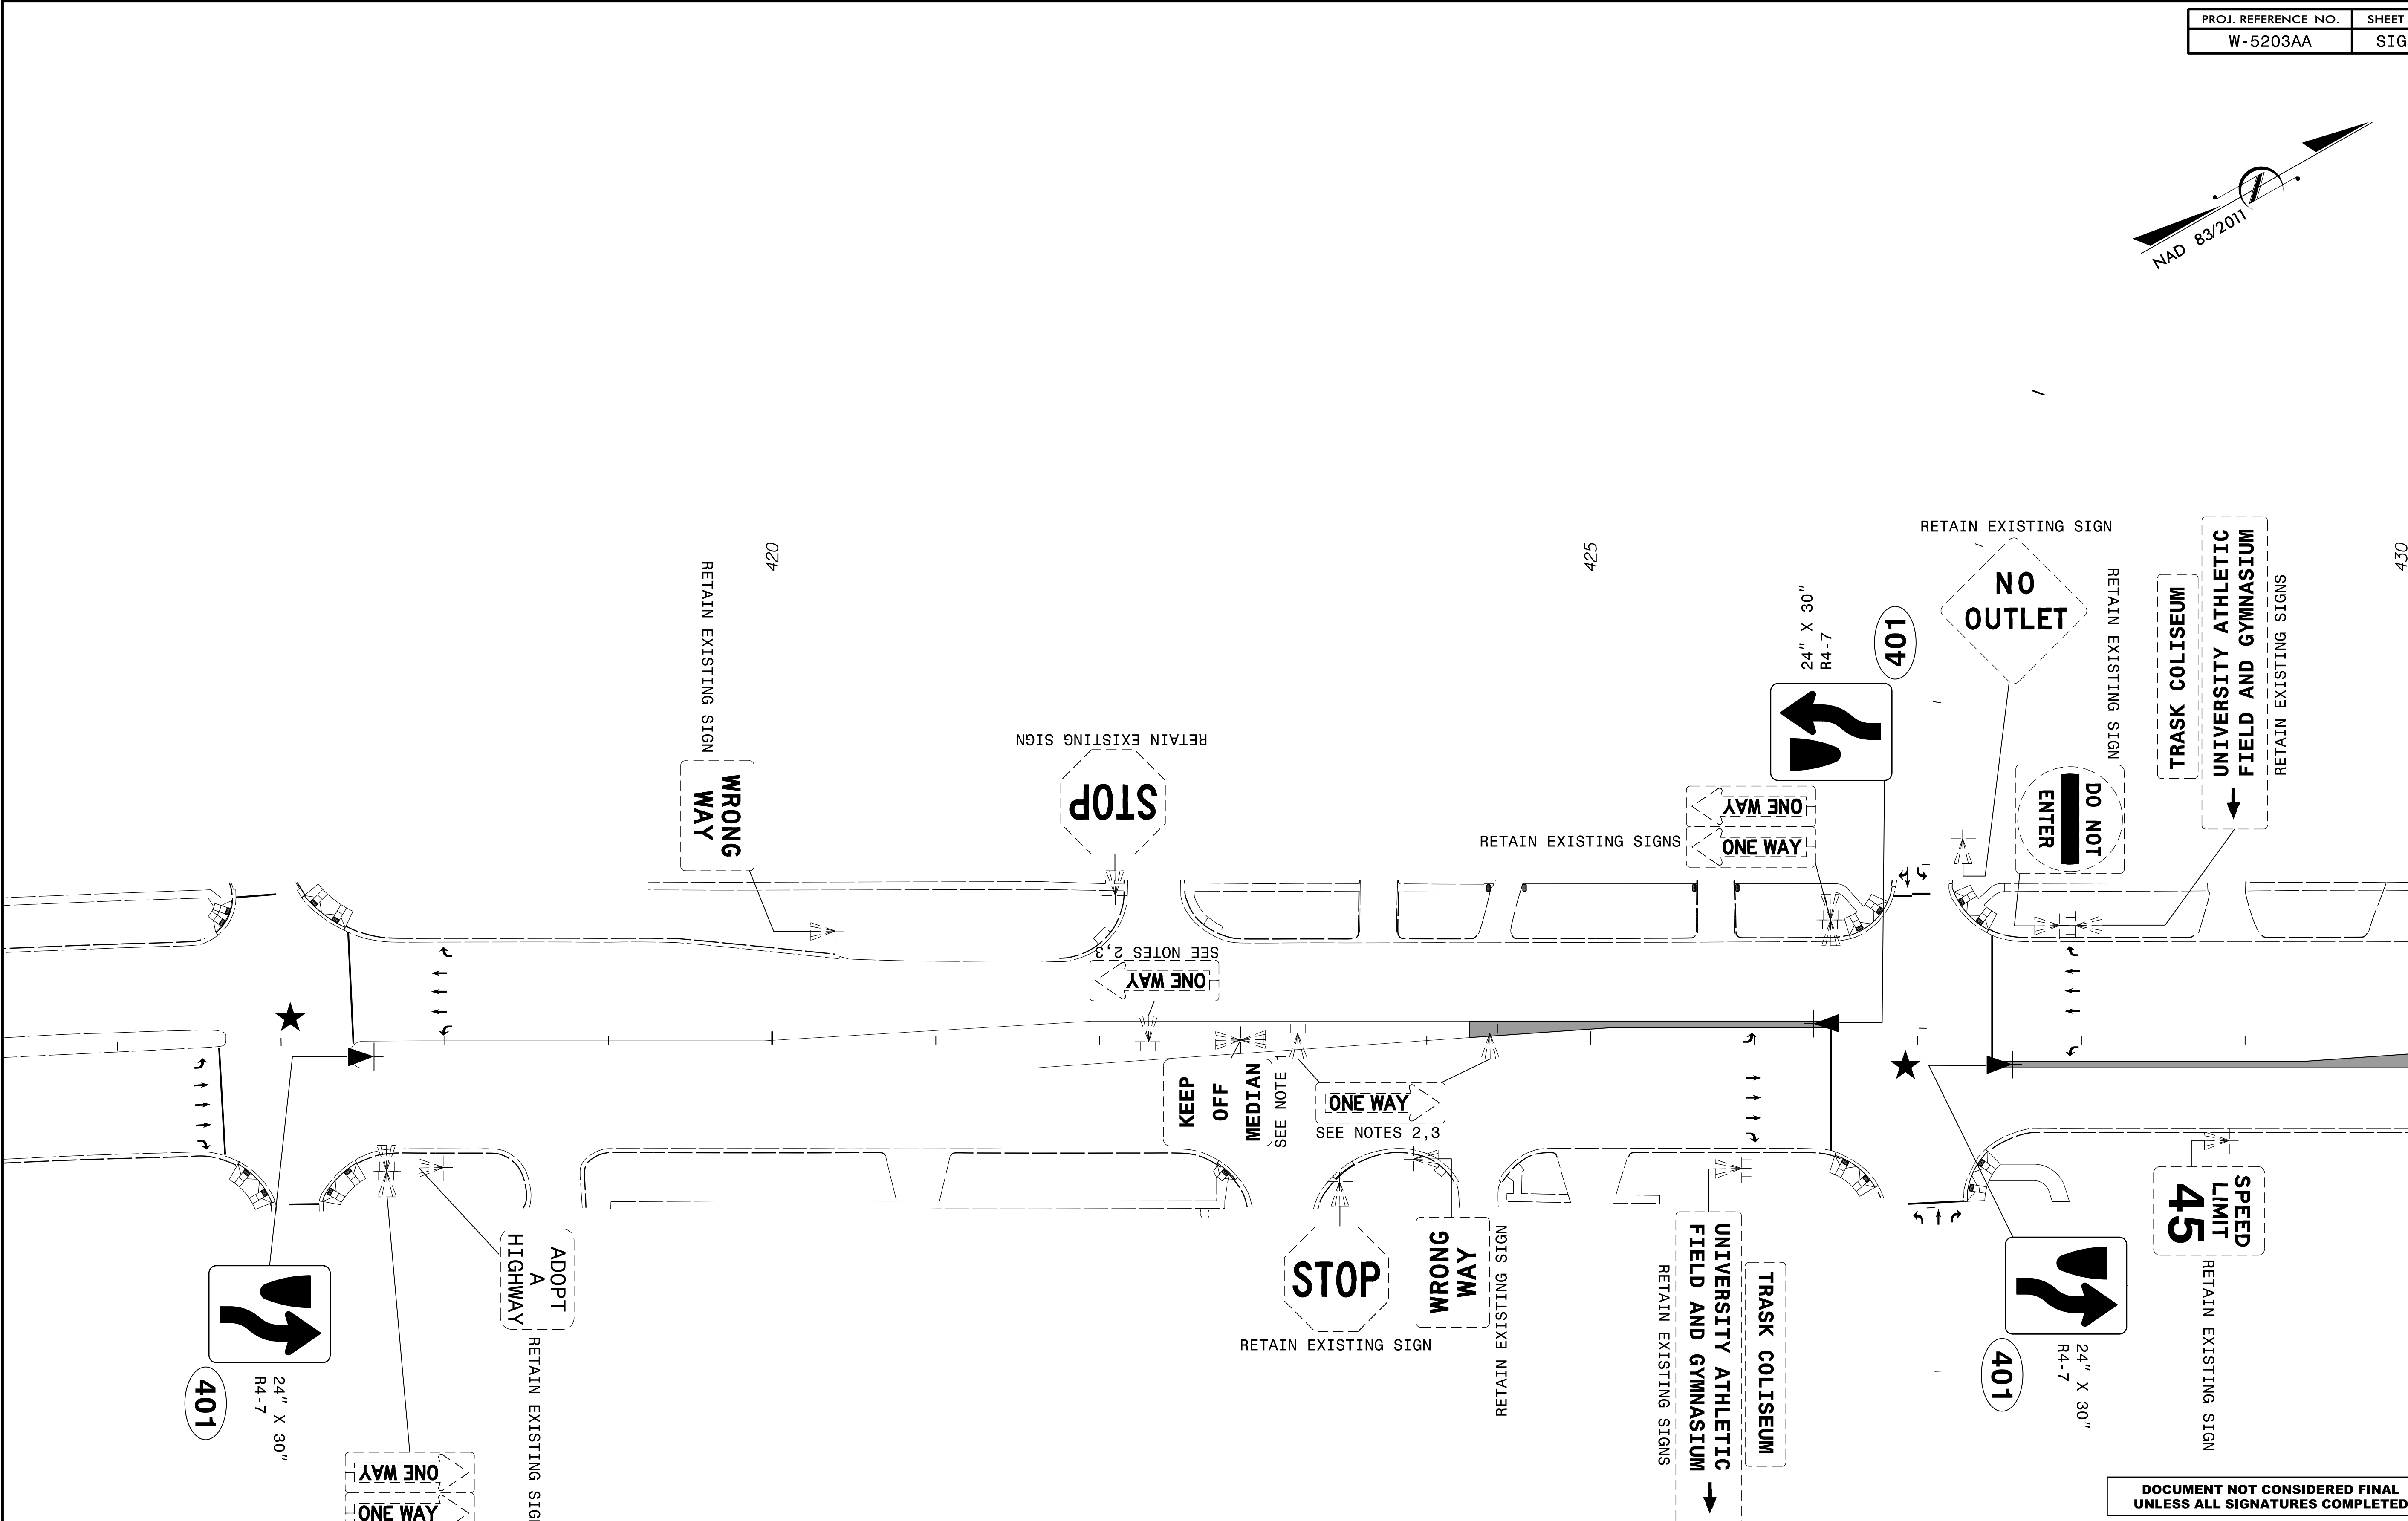 PROJ. REFERENCE NO.
SHEET
W-5203AA
SIG
NAD 83/2011
420
425
430
RETAIN EXISTING SIGN
WRONG
WAY
RETAIN EXISTING SIGN
STOP
SEE NOTES 2,3
ONE WAY
24" X 30"
R4-7
401
ONE WAY
ONE WAY
RETAIN EXISTING SIGNS
RETAIN EXISTING SIGN
NO
OUTLET
RETAIN EXISTING SIGN
DO NOT
ENTER
TRASK COLISEUM
UNIVERSITY ATHLETIC
FIELD AND GYMNASIUM
RETAIN EXISTING SIGNS
KEEP
OFF
MEDIAN
SEE NOTE 1
ONE WAY
SEE NOTES 2,3
401
24" X 30"
R4-7
ONE WAY
ONE WAY
ADOPT
A
HIGHWAY
RETAIN EXISTING SIGN
STOP
RETAIN EXISTING SIGN
WRONG
WAY
RETAIN EXISTING SIGN
TRASK COLISEUM
UNIVERSITY ATHLETIC
FIELD AND GYMNASIUM
RETAIN EXISTING SIGNS
401
24" X 30"
R4-7
SPEED
LIMIT
45
RETAIN EXISTING SIGN
DOCUMENT NOT CONSIDERED FINAL
UNLESS ALL SIGNATURES COMPLETED